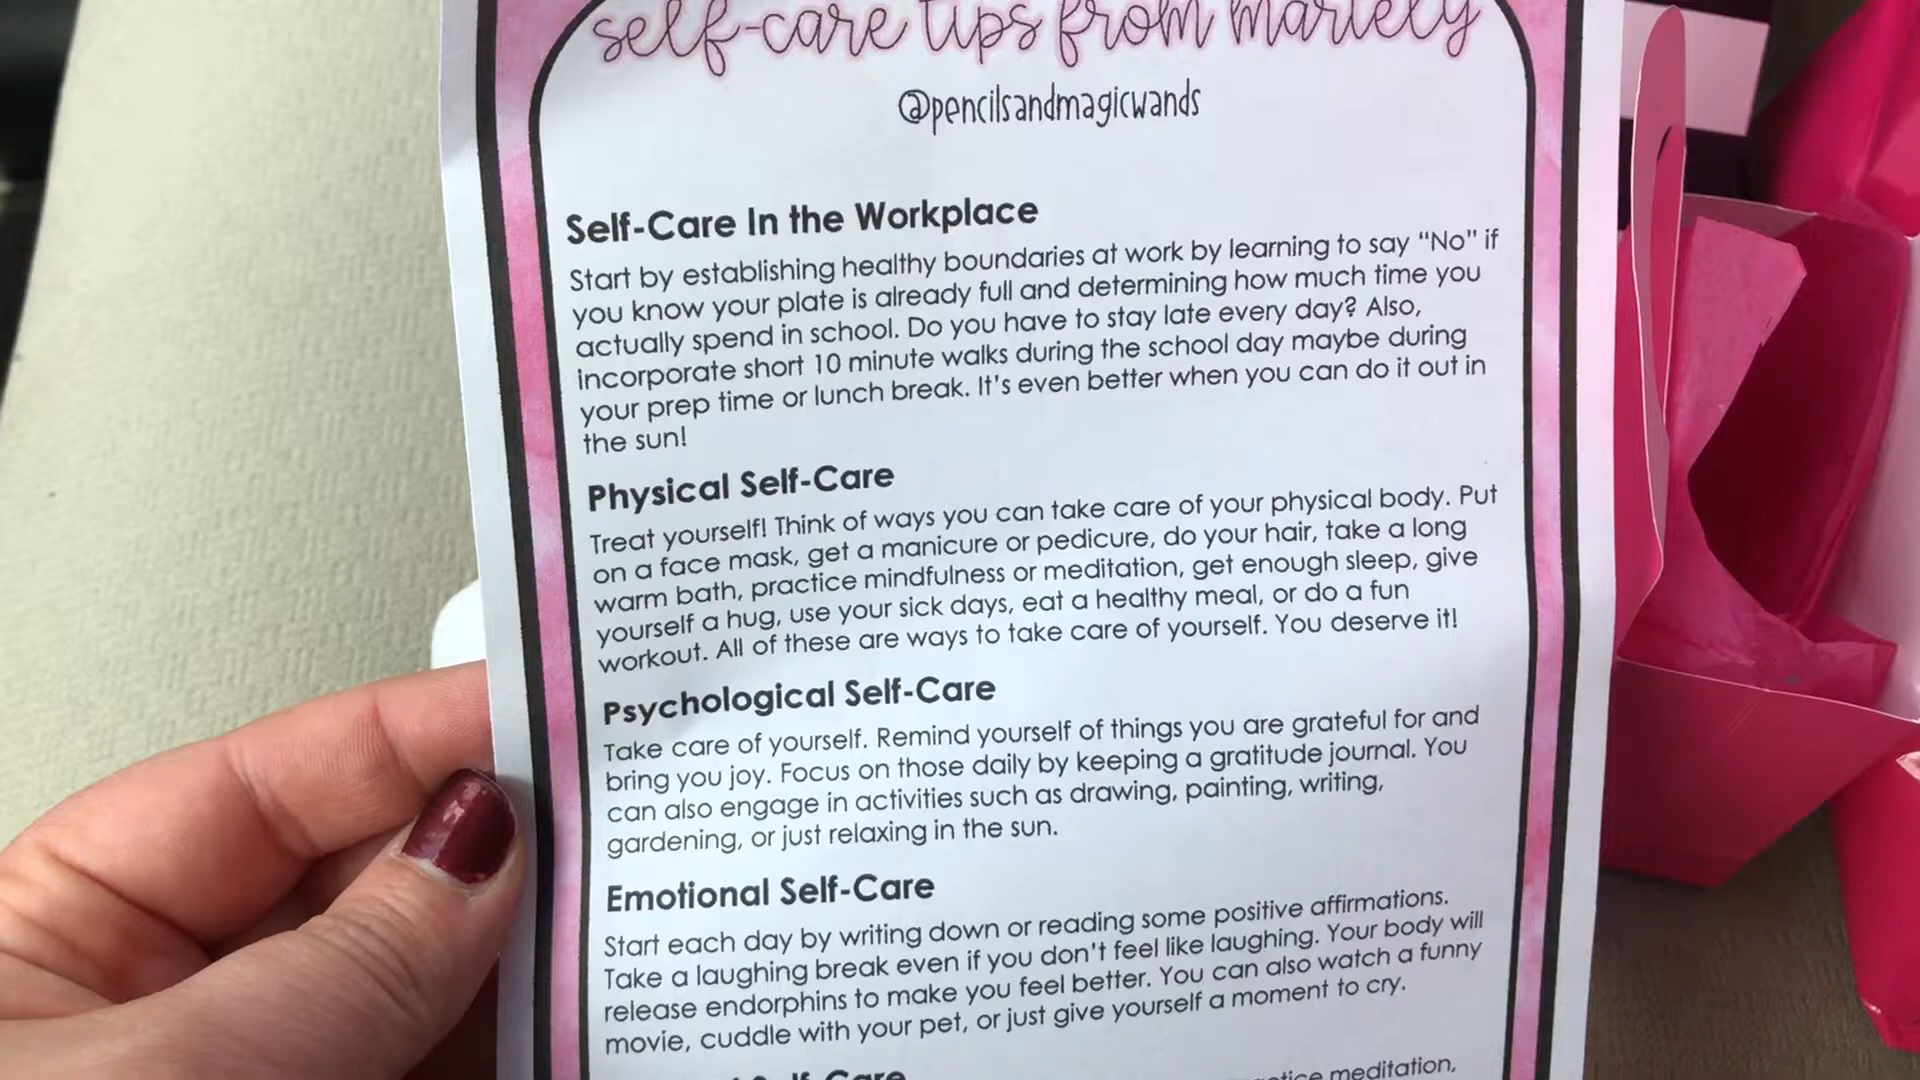 self-care tips from martely
@pencilsandmagicwands
Self-Care In the Workplace
Start by establishing healthy boundaries at work by learning to say “No” if
you know your plate is already full and determining how much time you
actually spend in school. Do you have to stay late every day? Also,
incorporate short 10 minute walks during the school day maybe during
your prep time or lunch break. It’s even better when you can do it out in
the sun!
Physical Self-Care
Treat yourself! Think of ways you can take care of your physical body. Put
on a face mask, get a manicure or pedicure, do your hair, take a long
warm bath, practice mindfulness or meditation, get enough sleep, give
yourself a hug, use your sick days, eat a healthy meal, or do a fun
workout. All of these are ways to take care of yourself. You deserve it!
Psychological Self-Care
Take care of yourself. Remind yourself of things you are grateful for and
bring you joy. Focus on those daily by keeping a gratitude journal. You
can also engage in activities such as drawing, painting, writing,
gardening, or just relaxing in the sun.
Emotional Self-Care
Start each day by writing down or reading some positive affirmations.
Take a laughing break even if you don’t feel like laughing. Your body will
release endorphins to make you feel better. You can also watch a funny
movie, cuddle with your pet, or just give yourself a moment to cry.
Self-Care
meditation,